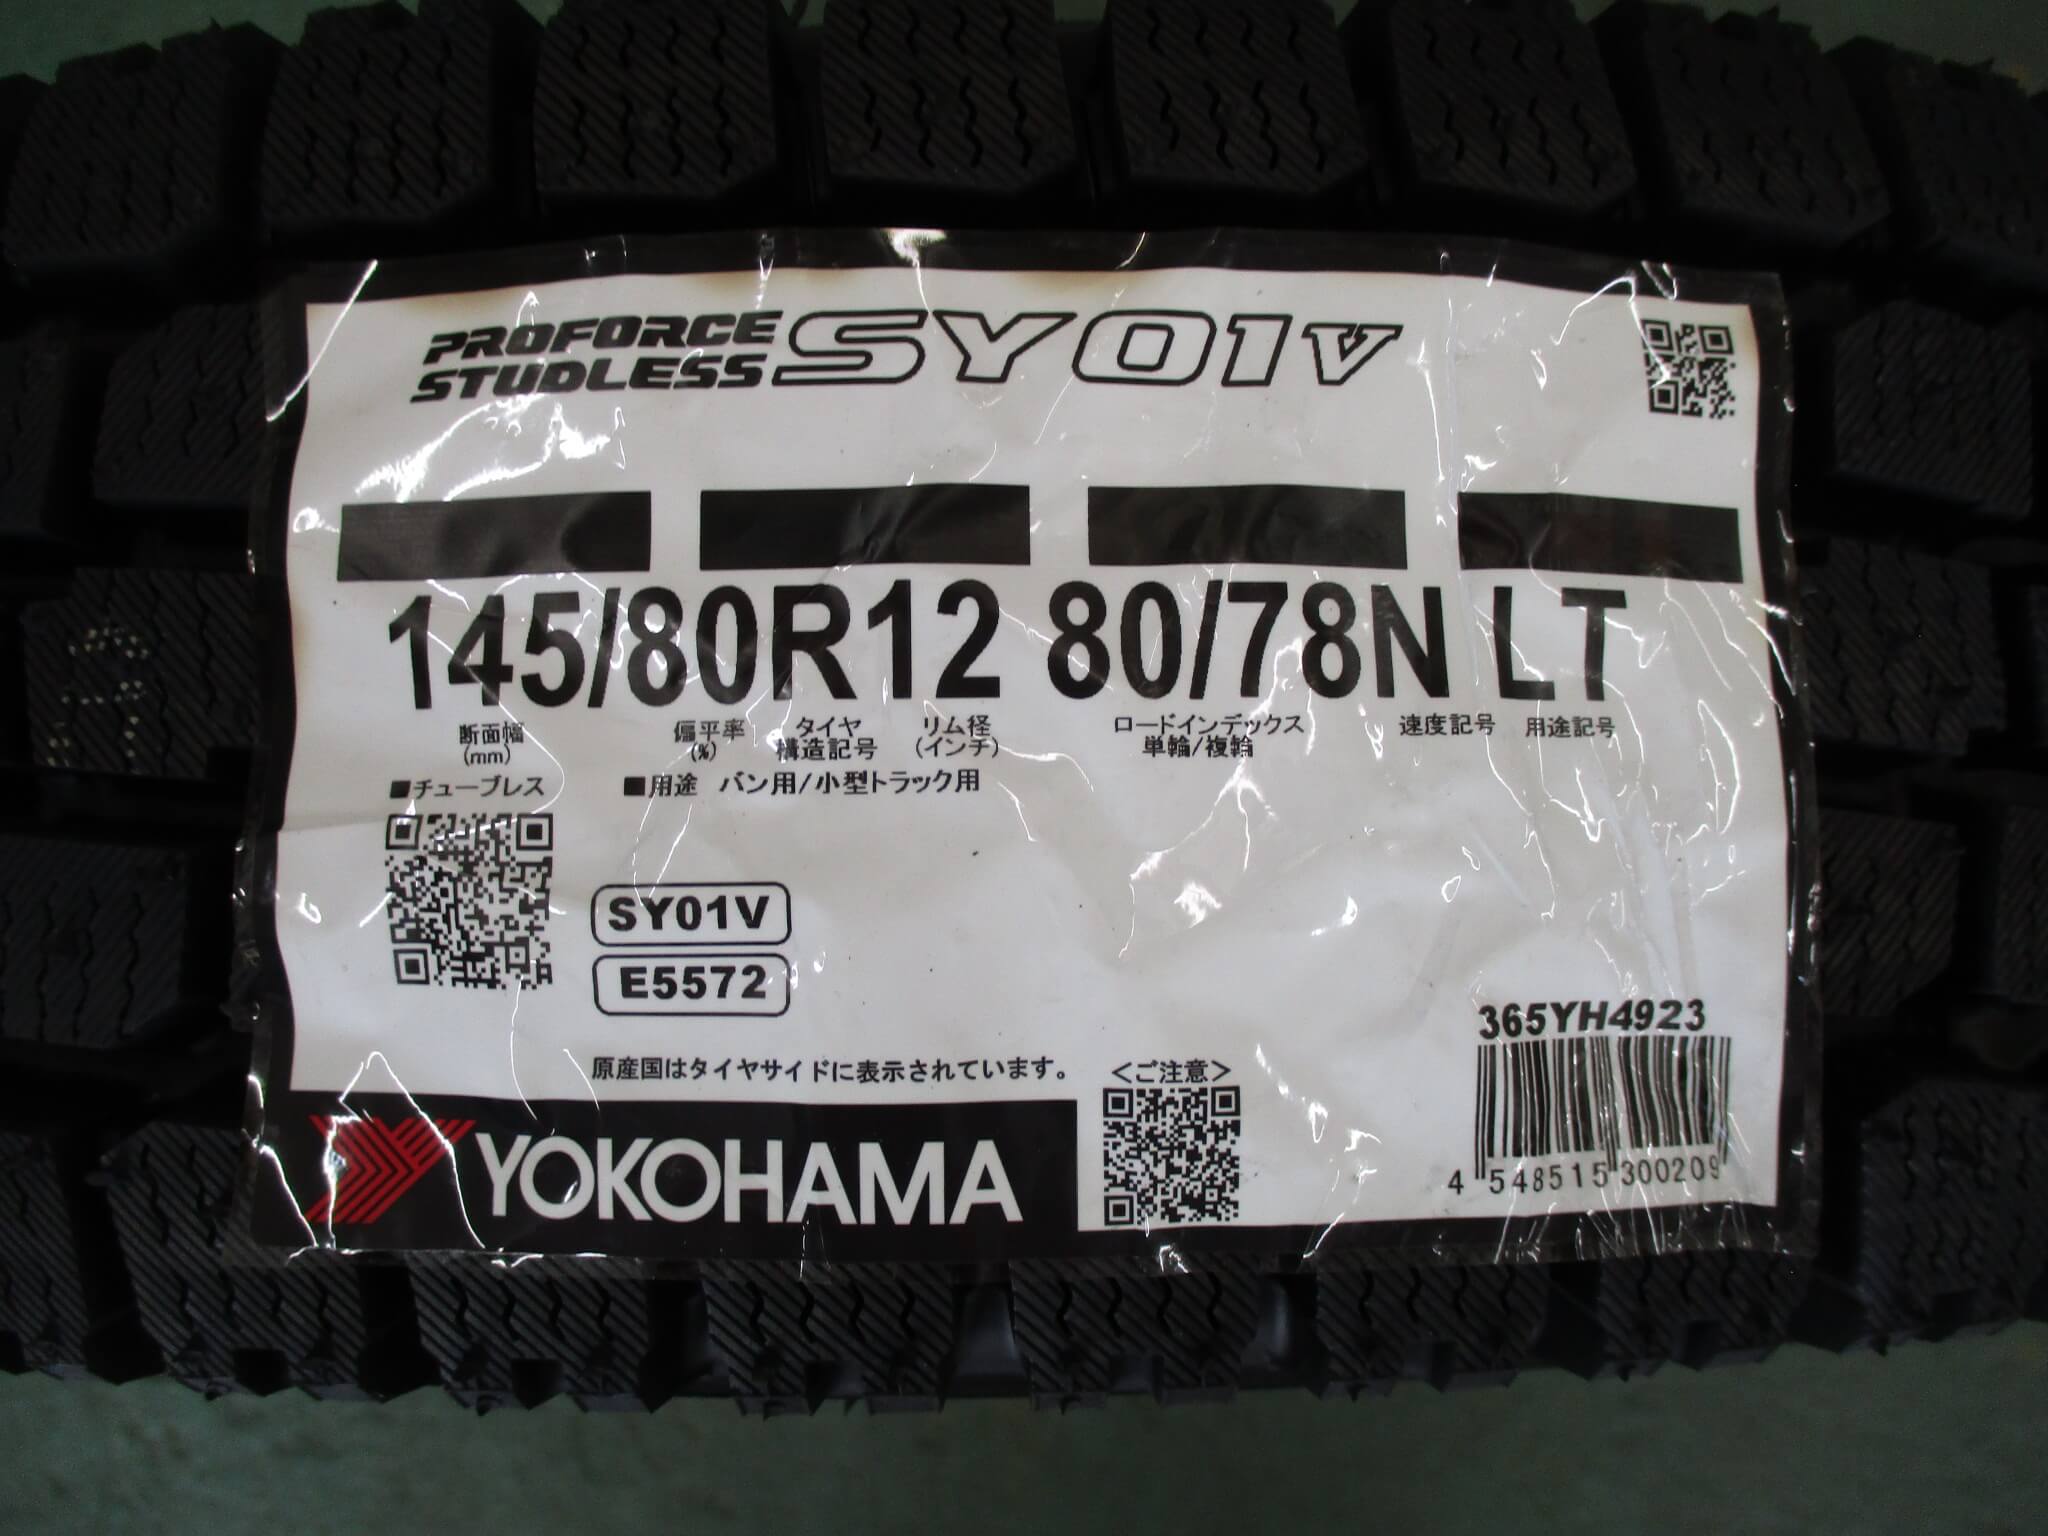 PROFORCE
STUDLESS SY01V
145/80R12 80/78N LT
断面幅 (mm) 偏平率 (%) タイヤ 構造記号 リム径 (インチ) ロードインデックス 単輪/複輪 速度記号 用途記号
■チューブレス ■用途 バン用/小型トラック用
SY01V
E5572
365YH4923
原産国はタイヤサイドに表示されています。
<ご注意>
YOKOHAMA
4 548515 300209